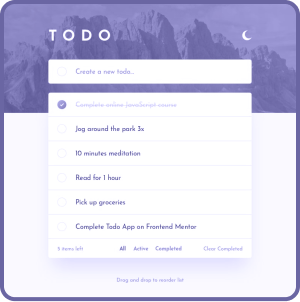 TODO
Create a new todo...
Complete online JavaScript course
Jog around the park 3x
10 minutes meditation
Read for 1 hour
Pick up groceries
Complete Todo App on Frontend Mentor
5 items left All Active Completed Clear Completed
Drag and drop to reorder list